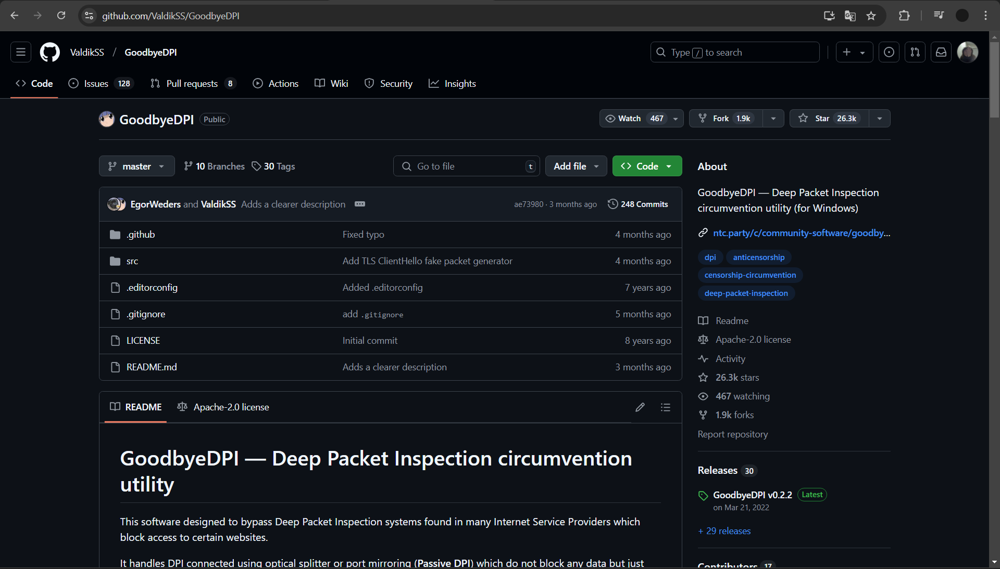 github.com/ValdikSS/GoodbyeDPI
ValdikSS / GoodbyeDPI
Type / to search
Code
Issues 128
Pull requests 8
Actions
Wiki
Security
Insights
GoodbyeDPI Public
Watch 467
Fork 1.9k
Star 26.3k
master
10 Branches
30 Tags
Go to file t
Add file
Code
EgorWeders and ValdikSS Adds a clearer description
ae73980 · 3 months ago
248 Commits
.github Fixed typo 4 months ago
src Add TLS ClientHello fake packet generator 4 months ago
.editorconfig Added .editorconfig 7 years ago
.gitignore add .gitignore 5 months ago
LICENSE Initial commit 8 years ago
README.md Adds a clearer description 3 months ago
README
Apache-2.0 license
GoodbyeDPI — Deep Packet Inspection circumvention
utility
This software designed to bypass Deep Packet Inspection systems found in many Internet Service Providers which
block access to certain websites.
It handles DPI connected using optical splitter or port mirroring (Passive DPI) which do not block any data but just
About
GoodbyeDPI — Deep Packet Inspection
circumvention utility (for Windows)
ntc.party/c/community-software/goodby...
dpi anticensorship
censorship-circumvention
deep-packet-inspection
Readme
Apache-2.0 license
Activity
26.3k stars
467 watching
1.9k forks
Report repository
Releases 30
GoodbyeDPI v0.2.2 Latest
on Mar 21, 2022
+ 29 releases
Contributors 17